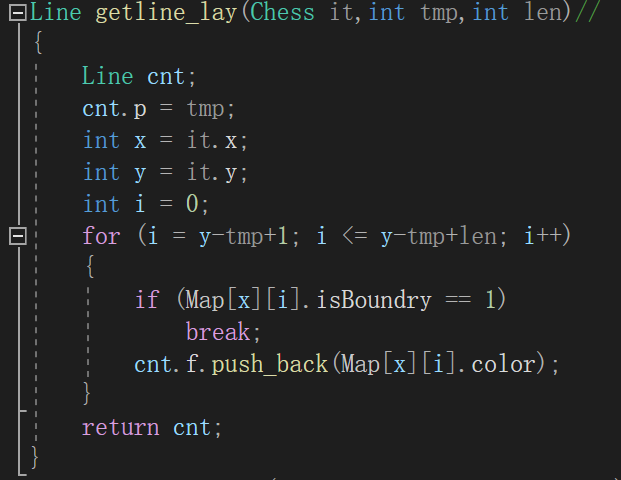 Line getline_lay(Chess it,int tmp,int len)//
{
    Line cnt;
    cnt.p = tmp;
    int x = it.x;
    int y = it.y;
    int i = 0;
    for (i = y-tmp+1; i <= y-tmp+len; i++)
    {
        if (Map[x][i].isBoundry == 1)
            break;
        cnt.f.push_back(Map[x][i].color);
    }
    return cnt;
}